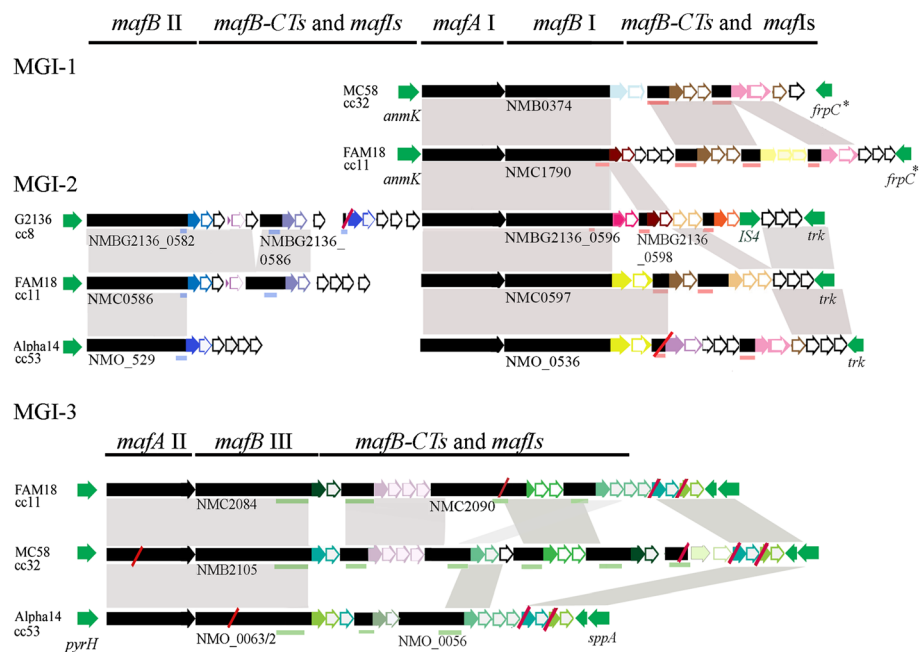 mafB II mafB-CTs and mafIs mafA I mafB I mafB-CTs and mafIs
MGI-1
MC58
cc32
anmK
NMB0374
frpC*
FAM18
cc11
anmK
NMC1790
frpC*
MGI-2
G2136
cc8
NMBG2136_0582
NMBG2136_
0586
NMBG2136_0596
NMBG2136
_0598
IS4
trk
FAM18
cc11
NMC0586
NMC0597
trk
Alpha14
cc53
NMO_529
NMO_0536
trk
MGI-3
mafA II mafB III mafB-CTs and mafIs
FAM18
cc11
NMC2084
NMC2090
MC58
cc32
NMB2105
Alpha14
cc53
pyrH
NMO_0063/2
NMO_0056
sppA